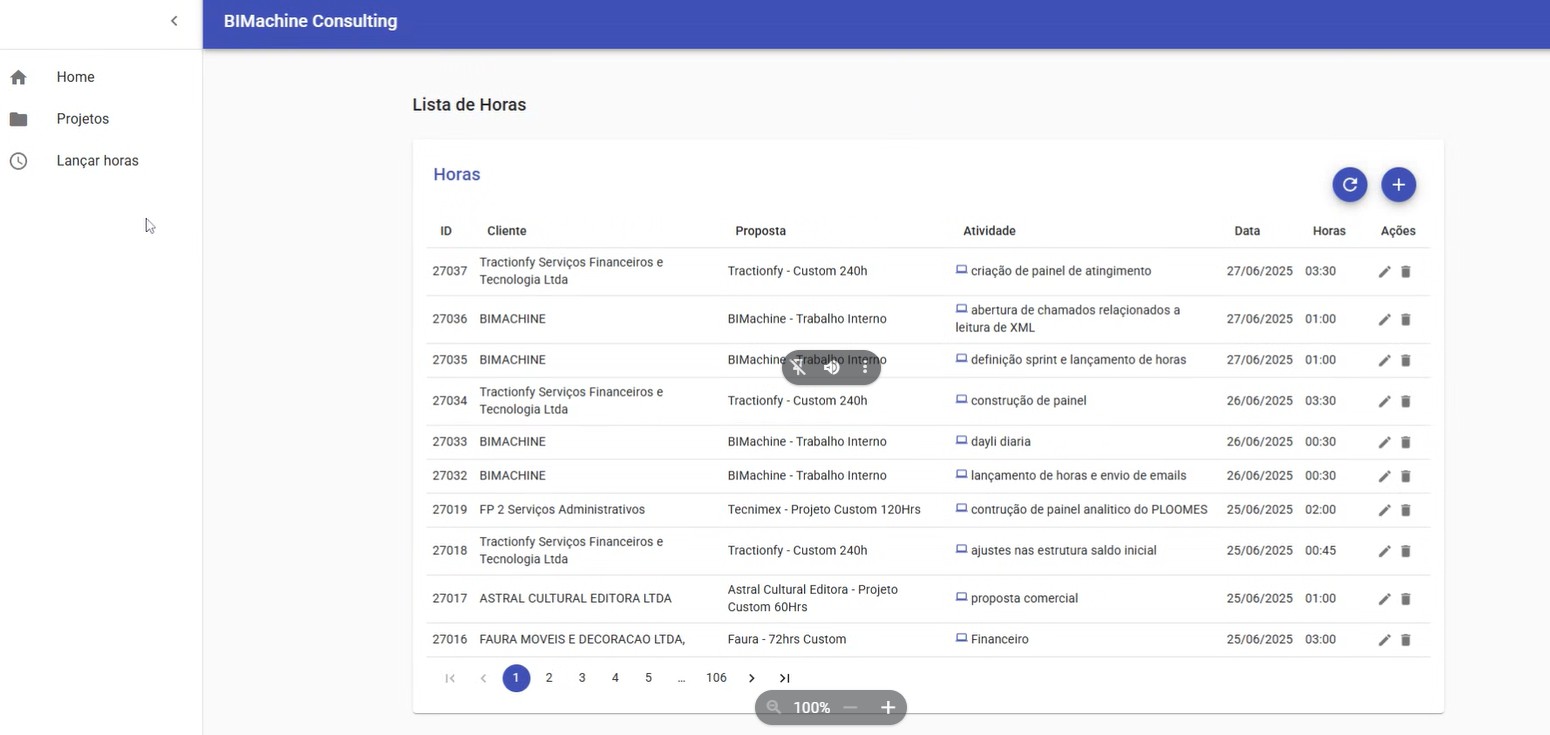 BIMachine Consulting
Home
Projetos
Lançar horas
Lista de Horas
Horas
ID Cliente Proposta Atividade Data Horas Ações
27037 Tractionfy Serviços Financeiros e Tecnologia Ltda Tractionfy - Custom 240h criação de painel de atingimento 27/06/2025 03:30
27036 BIMACHINE BIMachine - Trabalho Interno abertura de chamados relaçionados a leitura de XML 27/06/2025 01:00
27035 BIMACHINE BIMachine - Trabalho Interno definição sprint e lançamento de horas 27/06/2025 01:00
27034 Tractionfy Serviços Financeiros e Tecnologia Ltda Tractionfy - Custom 240h construção de painel 26/06/2025 03:30
27033 BIMACHINE BIMachine - Trabalho Interno dayli diaria 26/06/2025 00:30
27032 BIMACHINE BIMachine - Trabalho Interno lançamento de horas e envio de emails 26/06/2025 00:30
27019 FP 2 Serviços Administrativos Tecnimex - Projeto Custom 120Hrs contrução de painel analitico do PLOOMES 25/06/2025 02:00
27018 Tractionfy Serviços Financeiros e Tecnologia Ltda Tractionfy - Custom 240h ajustes nas estrutura saldo inicial 25/06/2025 00:45
27017 ASTRAL CULTURAL EDITORA LTDA Astral Cultural Editora - Projeto Custom 60Hrs proposta comercial 25/06/2025 01:00
27016 FAURA MOVEIS E DECORACAO LTDA, Faura - 72hrs Custom Financeiro 25/06/2025 03:00
1 2 3 4 5 ... 106
100%